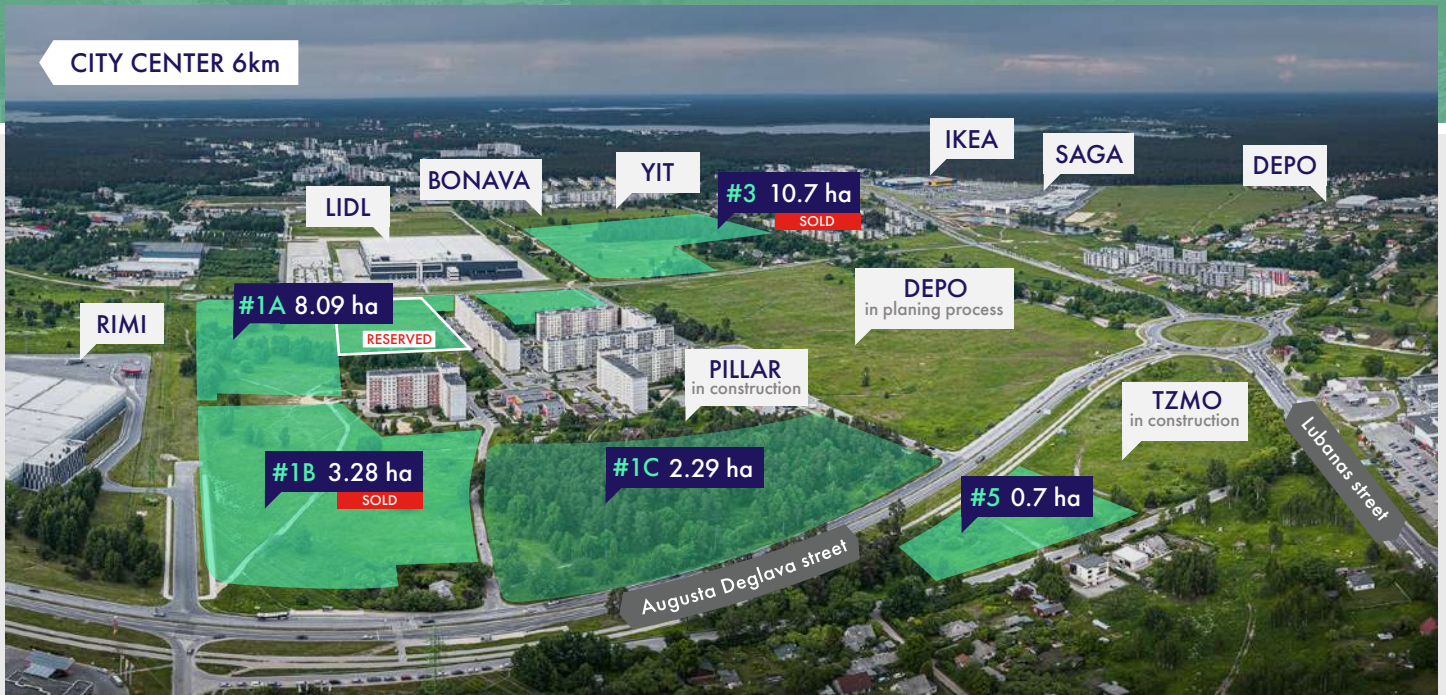 CITY CENTER 6km
IKEA
SAGA
DEPO
YIT
BONAVA
#3 10.7 ha
SOLD
LIDL
#1A 8.09 ha
RESERVED
RIMI
DEPO
in planing process
PILLAR
in construction
TZMO
in construction
#1B 3.28 ha
SOLD
#1C 2.29 ha
#5 0.7 ha
Lubanas street
Augusta Deglava street